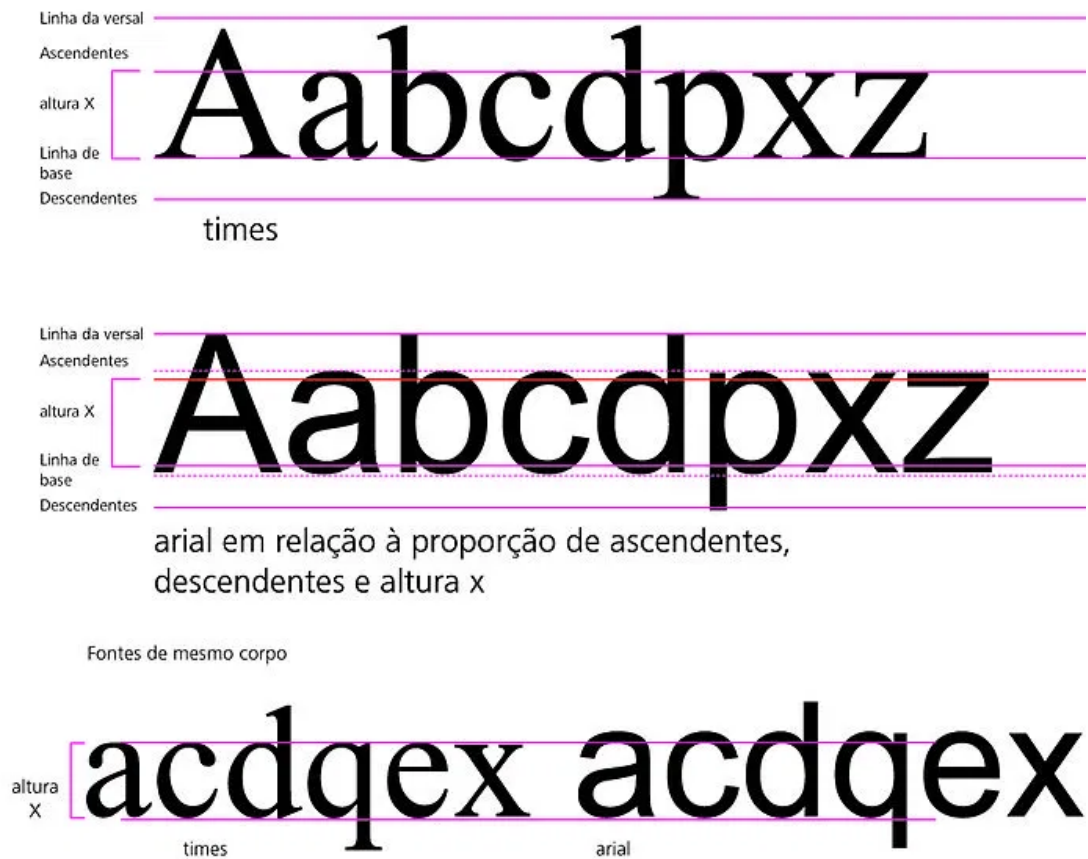 Linha da versal
Ascendentes
altura X
Linha de
base
Descendentes
Aabcdpxz
times
Linha da versal
Ascendentes
altura X
Linha de
base
Descendentes
Aabcdpxz
arial em relação à proporção de ascendentes,
descendentes e altura x
Fontes de mesmo corpo
altura
X
acdqex acdqex
times arial